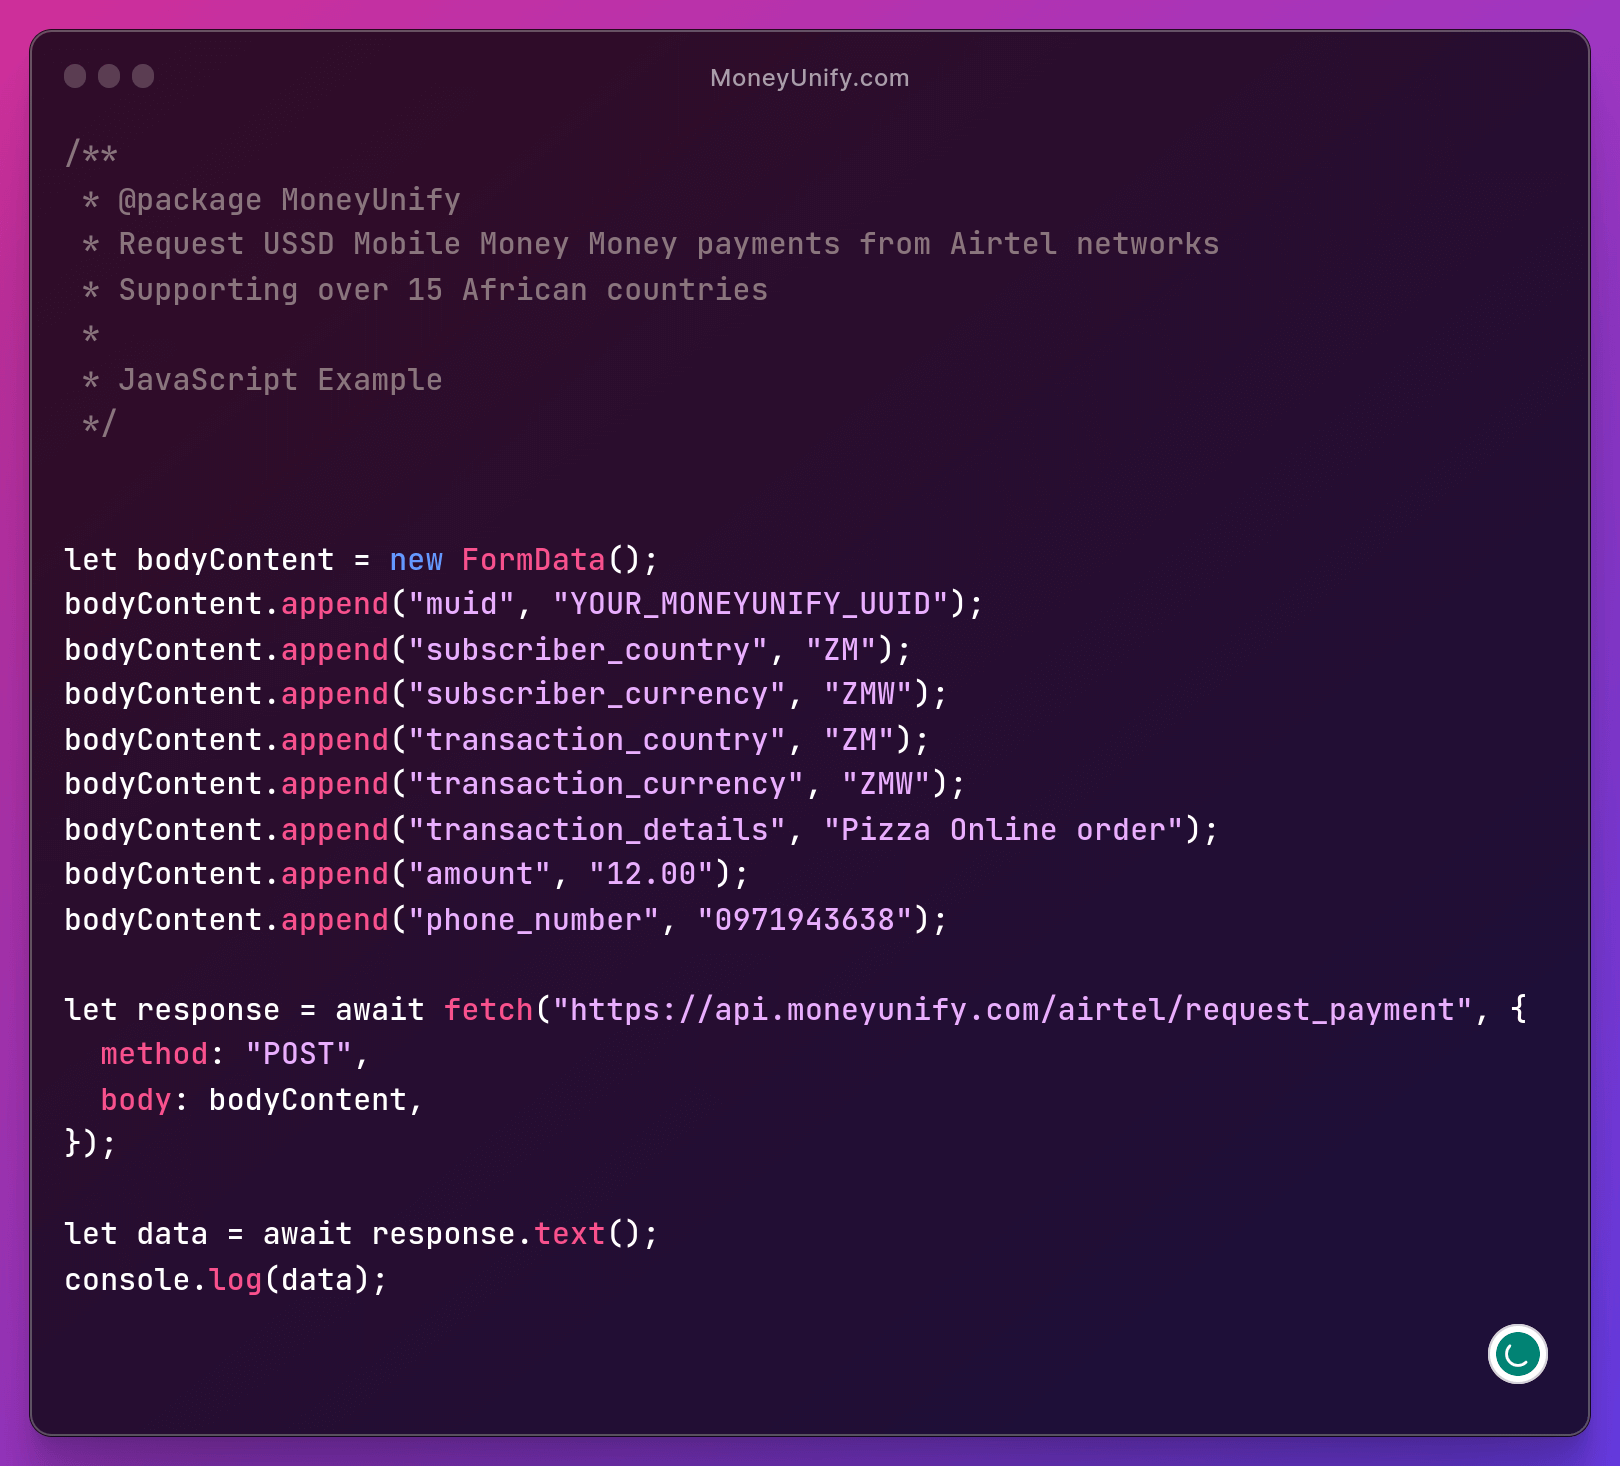 MoneyUnify.com
/**
 * @package MoneyUnify
 * Request USSD Mobile Money Money payments from Airtel networks
 * Supporting over 15 African countries
 *
 * JavaScript Example
 */
let bodyContent = new FormData();
bodyContent.append("muid", "YOUR_MONEYUNIFY_UUID");
bodyContent.append("subscriber_country", "ZM");
bodyContent.append("subscriber_currency", "ZMW");
bodyContent.append("transaction_country", "ZM");
bodyContent.append("transaction_currency", "ZMW");
bodyContent.append("transaction_details", "Pizza Online order");
bodyContent.append("amount", "12.00");
bodyContent.append("phone_number", "0971943638");
let response = await fetch("https://api.moneyunify.com/airtel/request_payment", {
  method: "POST",
  body: bodyContent,
});
let data = await response.text();
console.log(data);